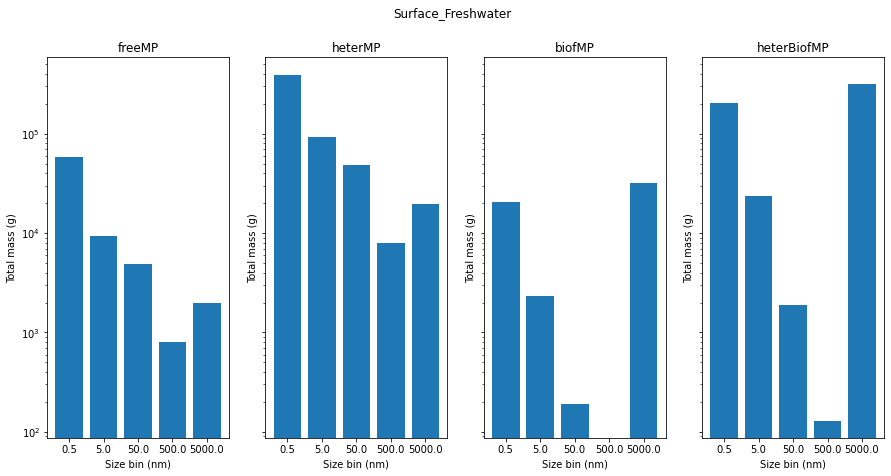 Surface_Freshwater
freeMP
heterMP
biofMP
heterBiofMP
Total mass (g)
10^5
10^4
10^3
10^2
0.5 5.0 50.0 500.0 5000.0
Size bin (nm)
Total mass (g)
0.5 5.0 50.0 500.0 5000.0
Size bin (nm)
Total mass (g)
0.5 5.0 50.0 500.0 5000.0
Size bin (nm)
Total mass (g)
0.5 5.0 50.0 500.0 5000.0
Size bin (nm)